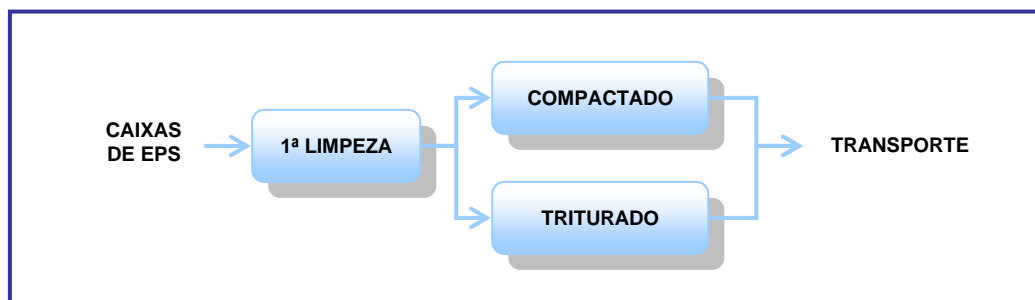 CAIXAS
DE EPS
1ª LIMPEZA
COMPACTADO
TRITURADO
TRANSPORTE